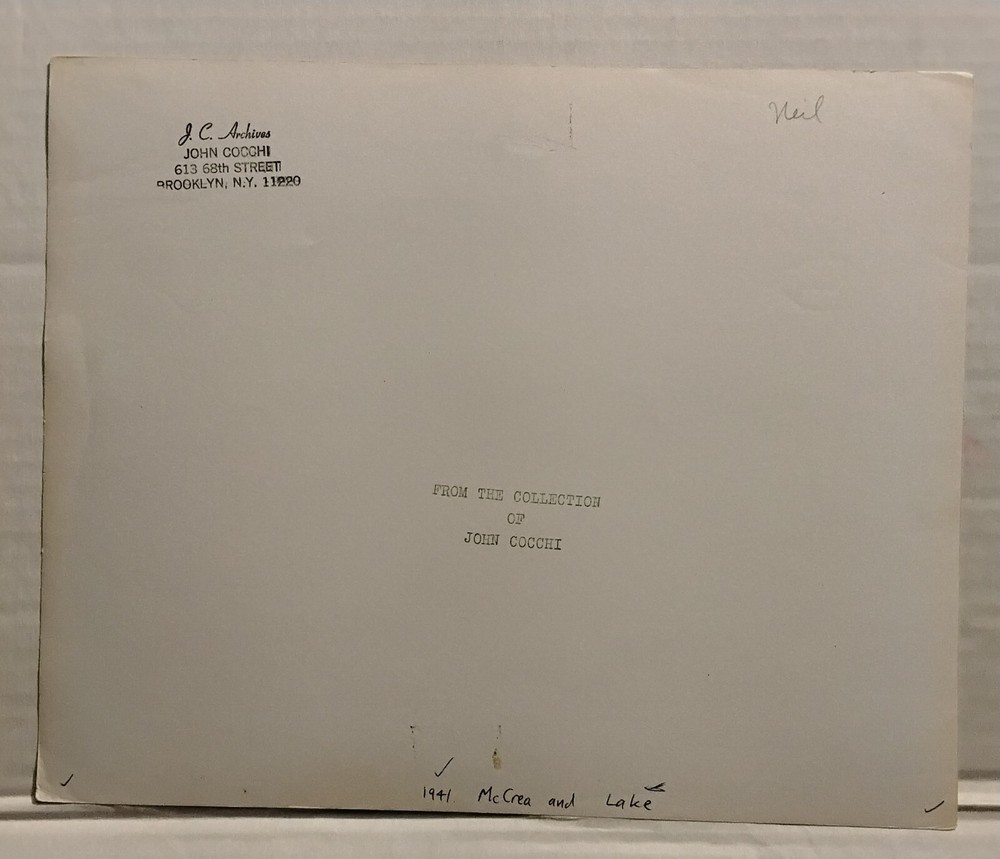 J. C. Archives
JOHN COCCHI
613 68th STREET
BROOKLYN, N.Y. 11220
Neil
FROM THE COLLECTION
OF
JOHN COCCHI
1941 McCrea and Lake